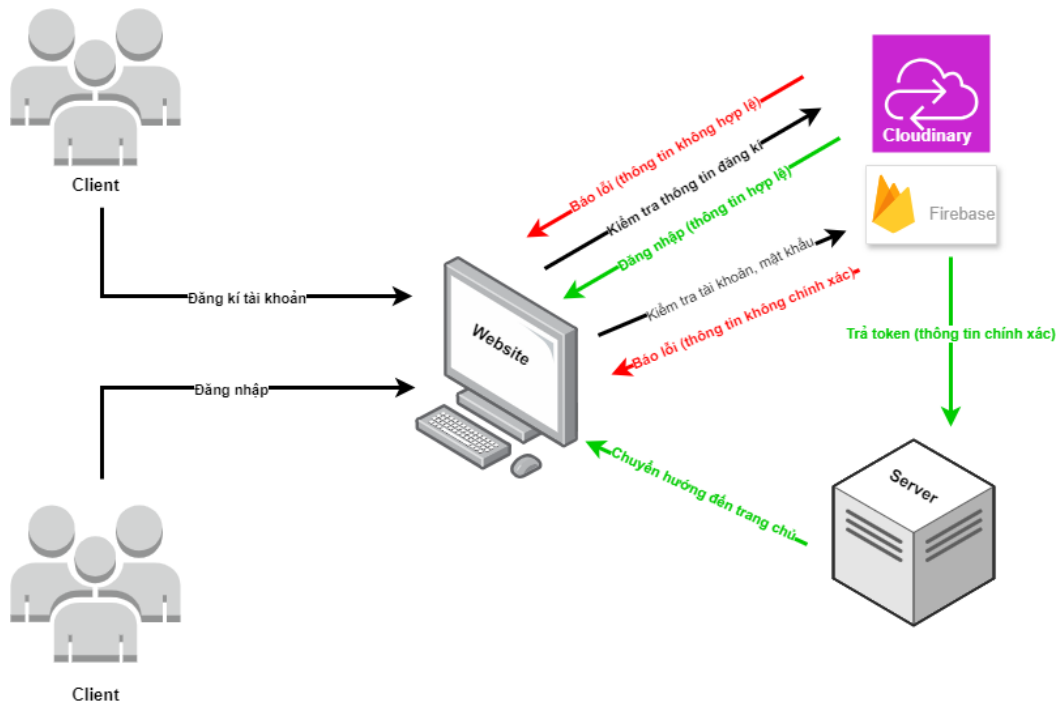 Client
Đăng kí tài khoản
Đăng nhập
Client
Website
Báo lỗi (thông tin không hợp lệ)
Kiểm tra thông tin đăng kí
Đăng nhập (thông tin hợp lệ)
Kiểm tra tài khoản, mật khẩu
Báo lỗi (thông tin không chính xác)
Cloudinary
Firebase
Trả token (thông tin chính xác)
Server
Chuyển hướng đến trang chủ